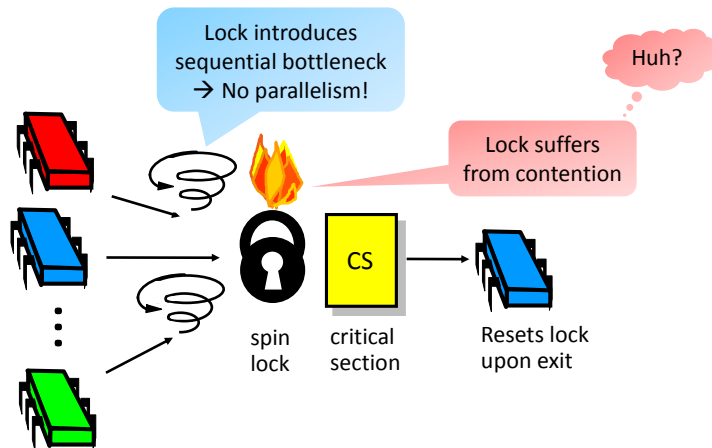 Lock introduces
sequential bottleneck
→ No parallelism!
Huh?
Lock suffers
from contention
CS
spin
lock
critical
section
Resets lock
upon exit